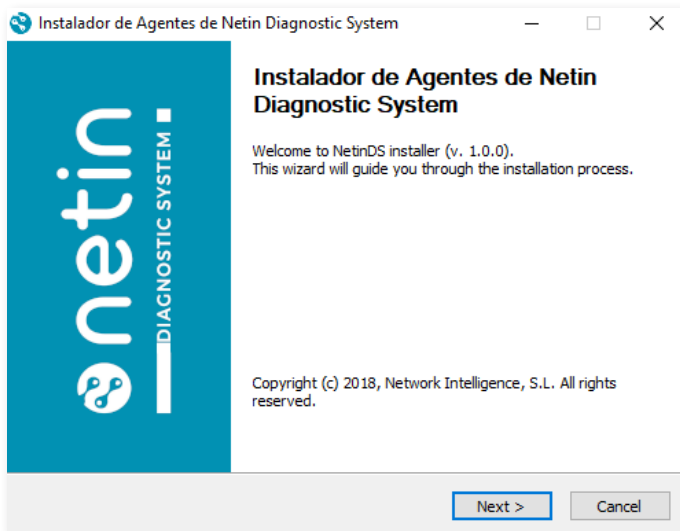 Instalador de Agentes de Netin Diagnostic System
netin
DIAGNOSTIC SYSTEM
Instalador de Agentes de Netin
Diagnostic System
Welcome to NetinDS installer (v. 1.0.0).
This wizard will guide you through the installation process.
Copyright (c) 2018, Network Intelligence, S.L. All rights
reserved.
Next >
Cancel